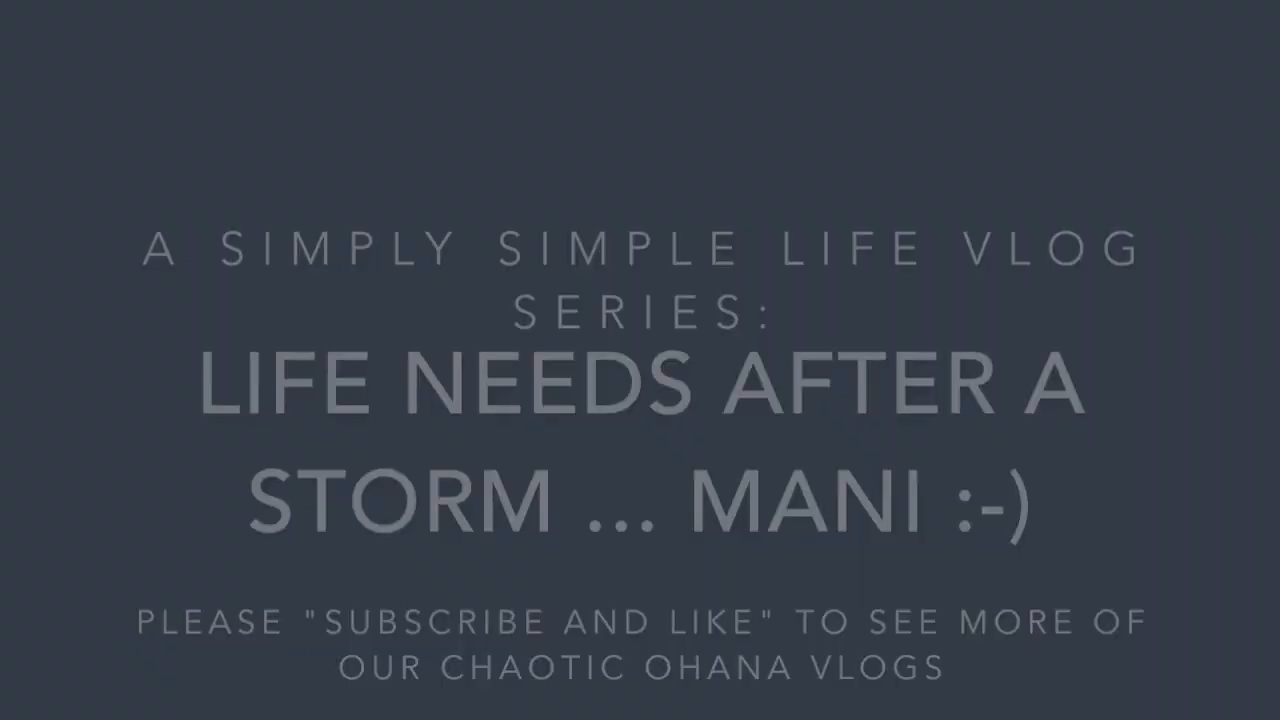 A SIMPLY SIMPLE LIFE VLOG
SERIES:
LIFE NEEDS AFTER A
STORM ... MANI :-)
PLEASE "SUBSCRIBE AND LIKE" TO SEE MORE OF
OUR CHAOTIC OHANA VLOGS